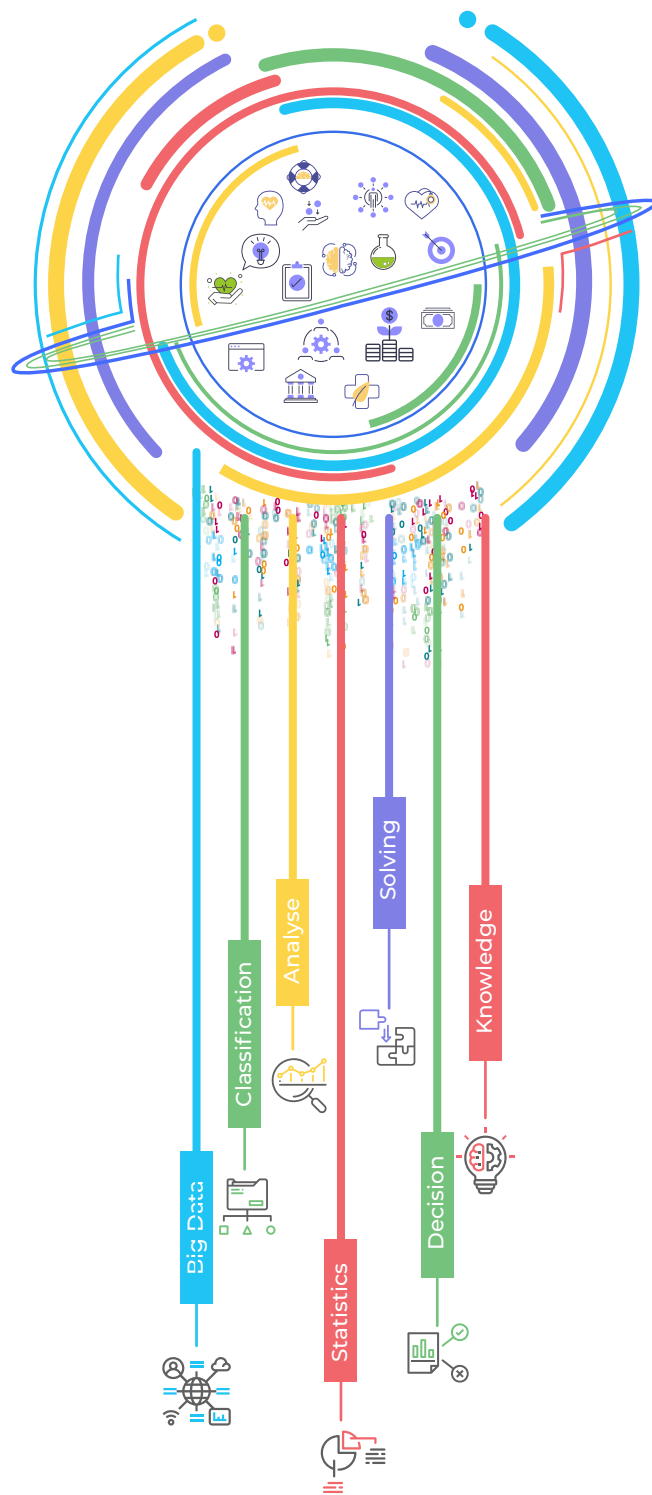 Big Data
Classification
Analyse
Statistics
Solving
Decision
Knowledge